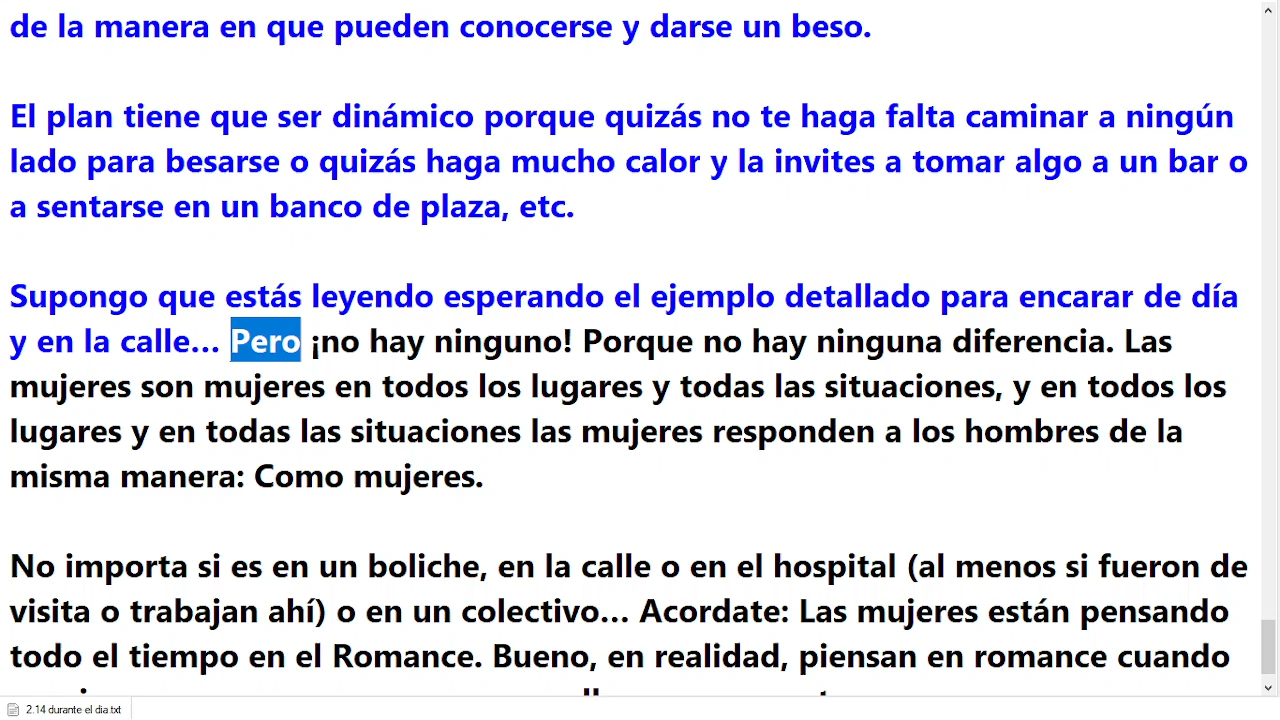 de la manera en que pueden conocerse y darse un beso.
El plan tiene que ser dinámico porque quizás no te haga falta caminar a ningún
lado para besarse o quizás haga mucho calor y la invites a tomar algo a un bar o
a sentarse en un banco de plaza, etc.
Supongo que estás leyendo esperando el ejemplo detallado para encarar de día
y en la calle... Pero ¡no hay ninguno! Porque no hay ninguna diferencia. Las
mujeres son mujeres en todos los lugares y todas las situaciones, y en todos los
lugares y en todas las situaciones las mujeres responden a los hombres de la
misma manera: Como mujeres.
No importa si es en un boliche, en la calle o en el hospital (al menos si fueron de
visita o trabajan ahí) o en un colectivo... Acordate: Las mujeres están pensando
todo el tiempo en el Romance. Bueno, en realidad, piensan en romance cuando
2.14 durante el dia.txt